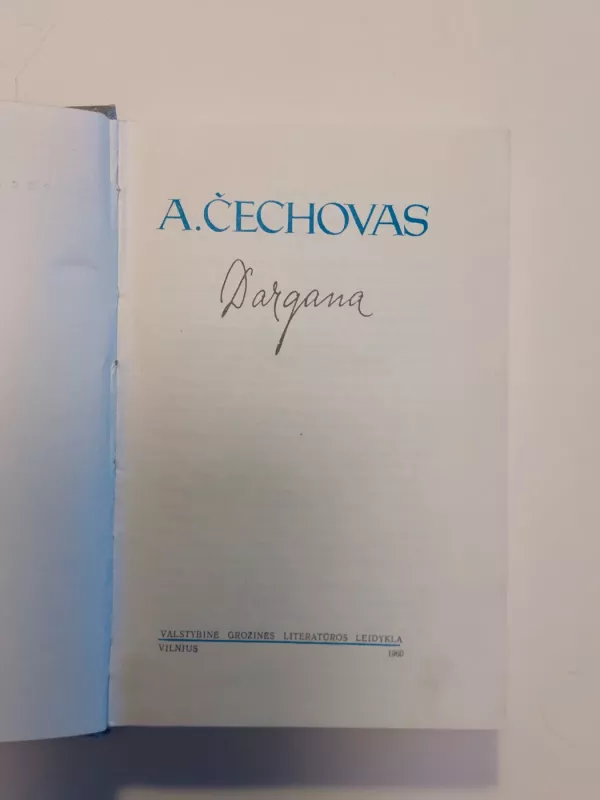 A. ČECHOVAS
Dargana
VALSTYBINĖ GROŽINĖS LITERATŪROS LEIDYKLA
VILNIUS 1960